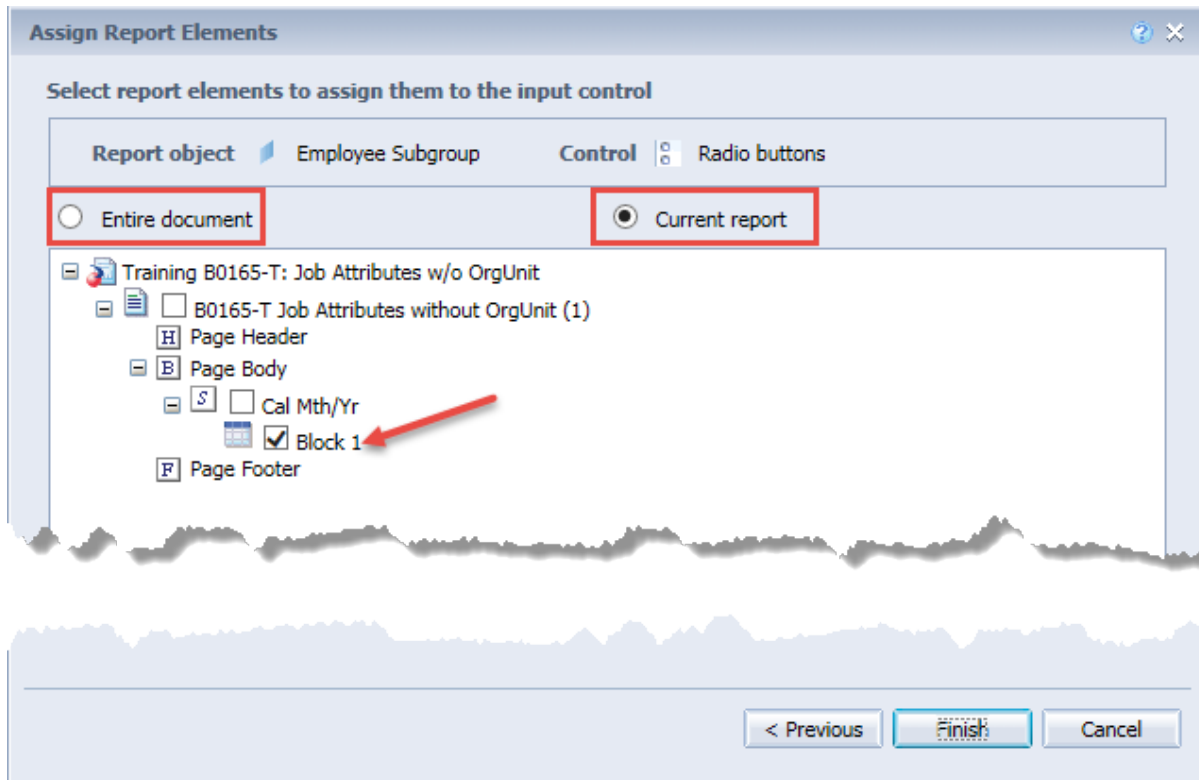 Assign Report Elements
Select report elements to assign them to the input control
Report object Employee Subgroup Control Radio buttons
Entire document Current report
Training B0165-T: Job Attributes w/o OrgUnit
B0165-T Job Attributes without OrgUnit (1)
H Page Header
B Page Body
S Cal Mth/Yr
Block 1
F Page Footer
< Previous Finish Cancel